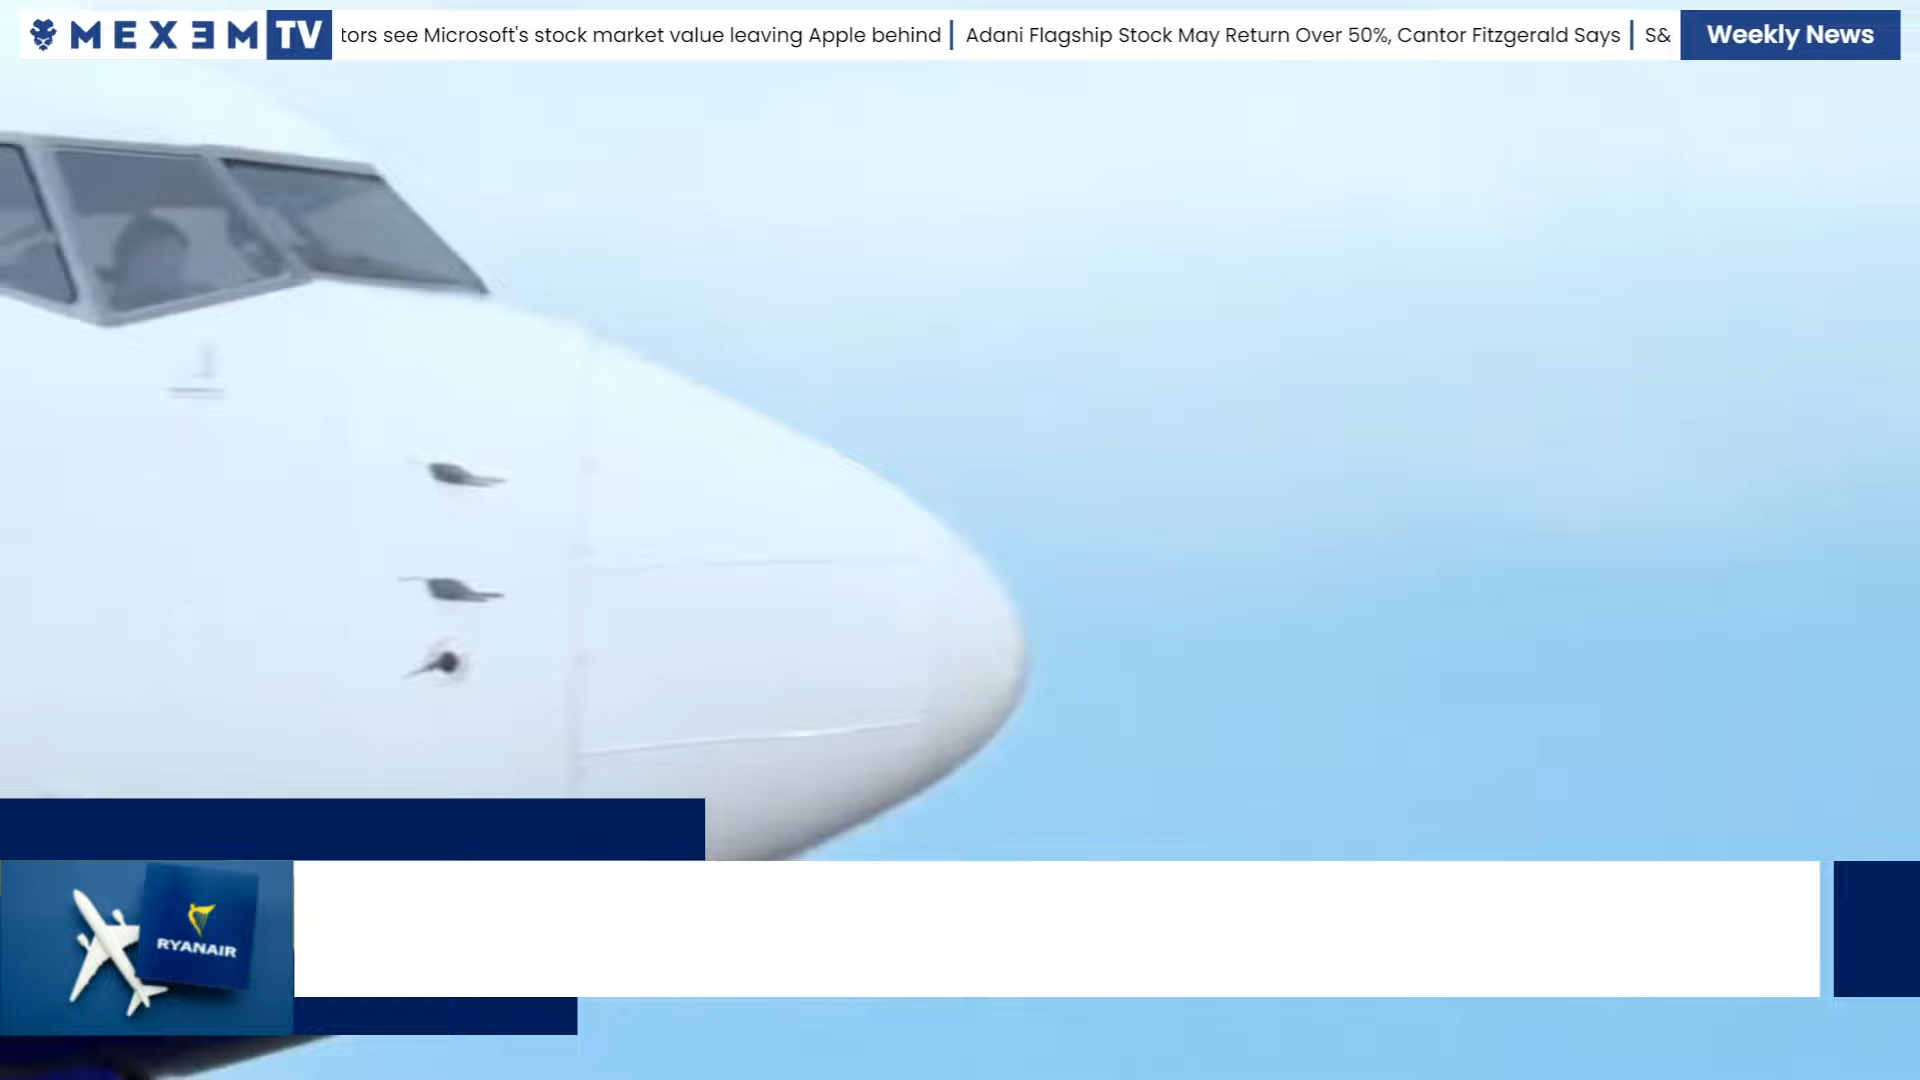 MEXEM TV
tors see Microsoft's stock market value leaving Apple behind | Adani Flagship Stock May Return Over 50%, Cantor Fitzgerald Says | S&
Weekly News
RYANAIR